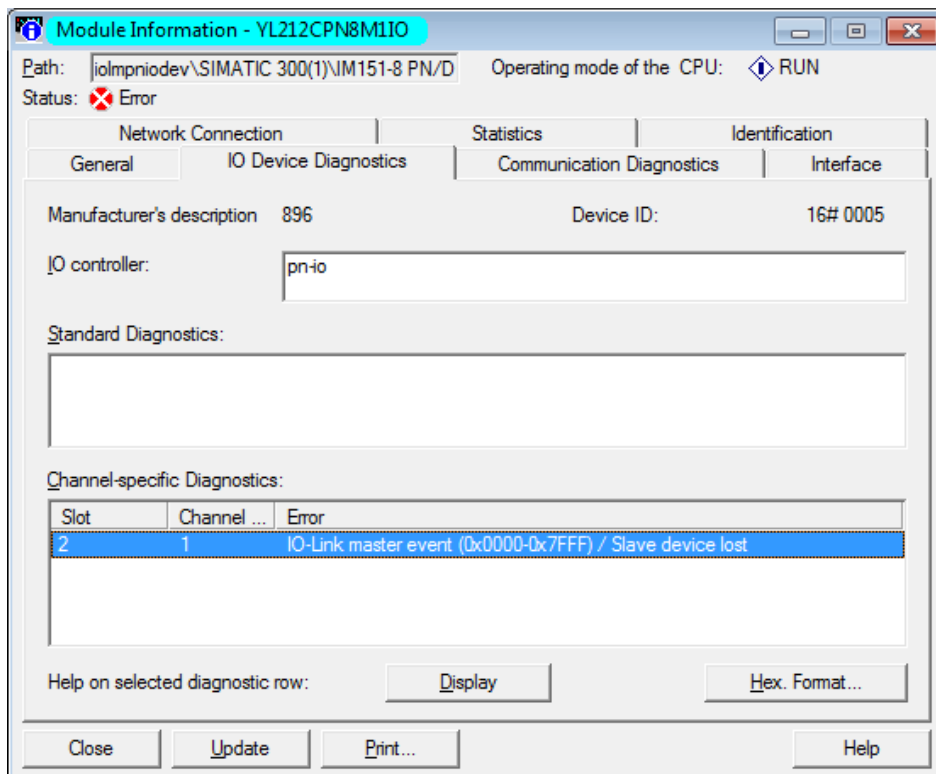 Module Information - YL212CPN8M1IO
Path: iolmpniodev\SIMATIC 300(1)\IM151-8 PN/D Operating mode of the CPU: RUN
Status: Error
Network Connection Statistics Identification
General IO Device Diagnostics Communication Diagnostics Interface
Manufacturer's description 896 Device ID: 16# 0005
IO controller: pn-io
Standard Diagnostics:
Channel-specific Diagnostics:
Slot Channel ... Error
2 1 IO-Link master event (0x0000-0x7FFF) / Slave device lost
Help on selected diagnostic row: Display Hex. Format...
Close Update Print... Help